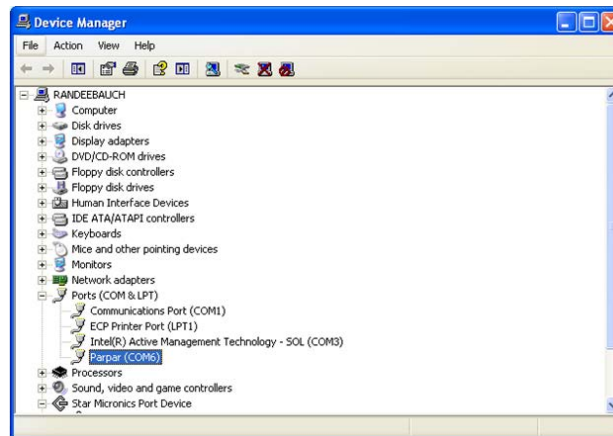 Device Manager
File Action View Help
RANDEEBAUCH
Computer
Disk drives
Display adapters
DVD/CD-ROM drives
Floppy disk controllers
Floppy disk drives
Human Interface Devices
IDE ATA/ATAPI controllers
Keyboards
Mice and other pointing devices
Monitors
Network adapters
Ports (COM & LPT)
Communications Port (COM1)
ECP Printer Port (LPT1)
Intel(R) Active Management Technology - SOL (COM3)
Parpar (COM6)
Processors
Sound, video and game controllers
Star Micronics Port Device